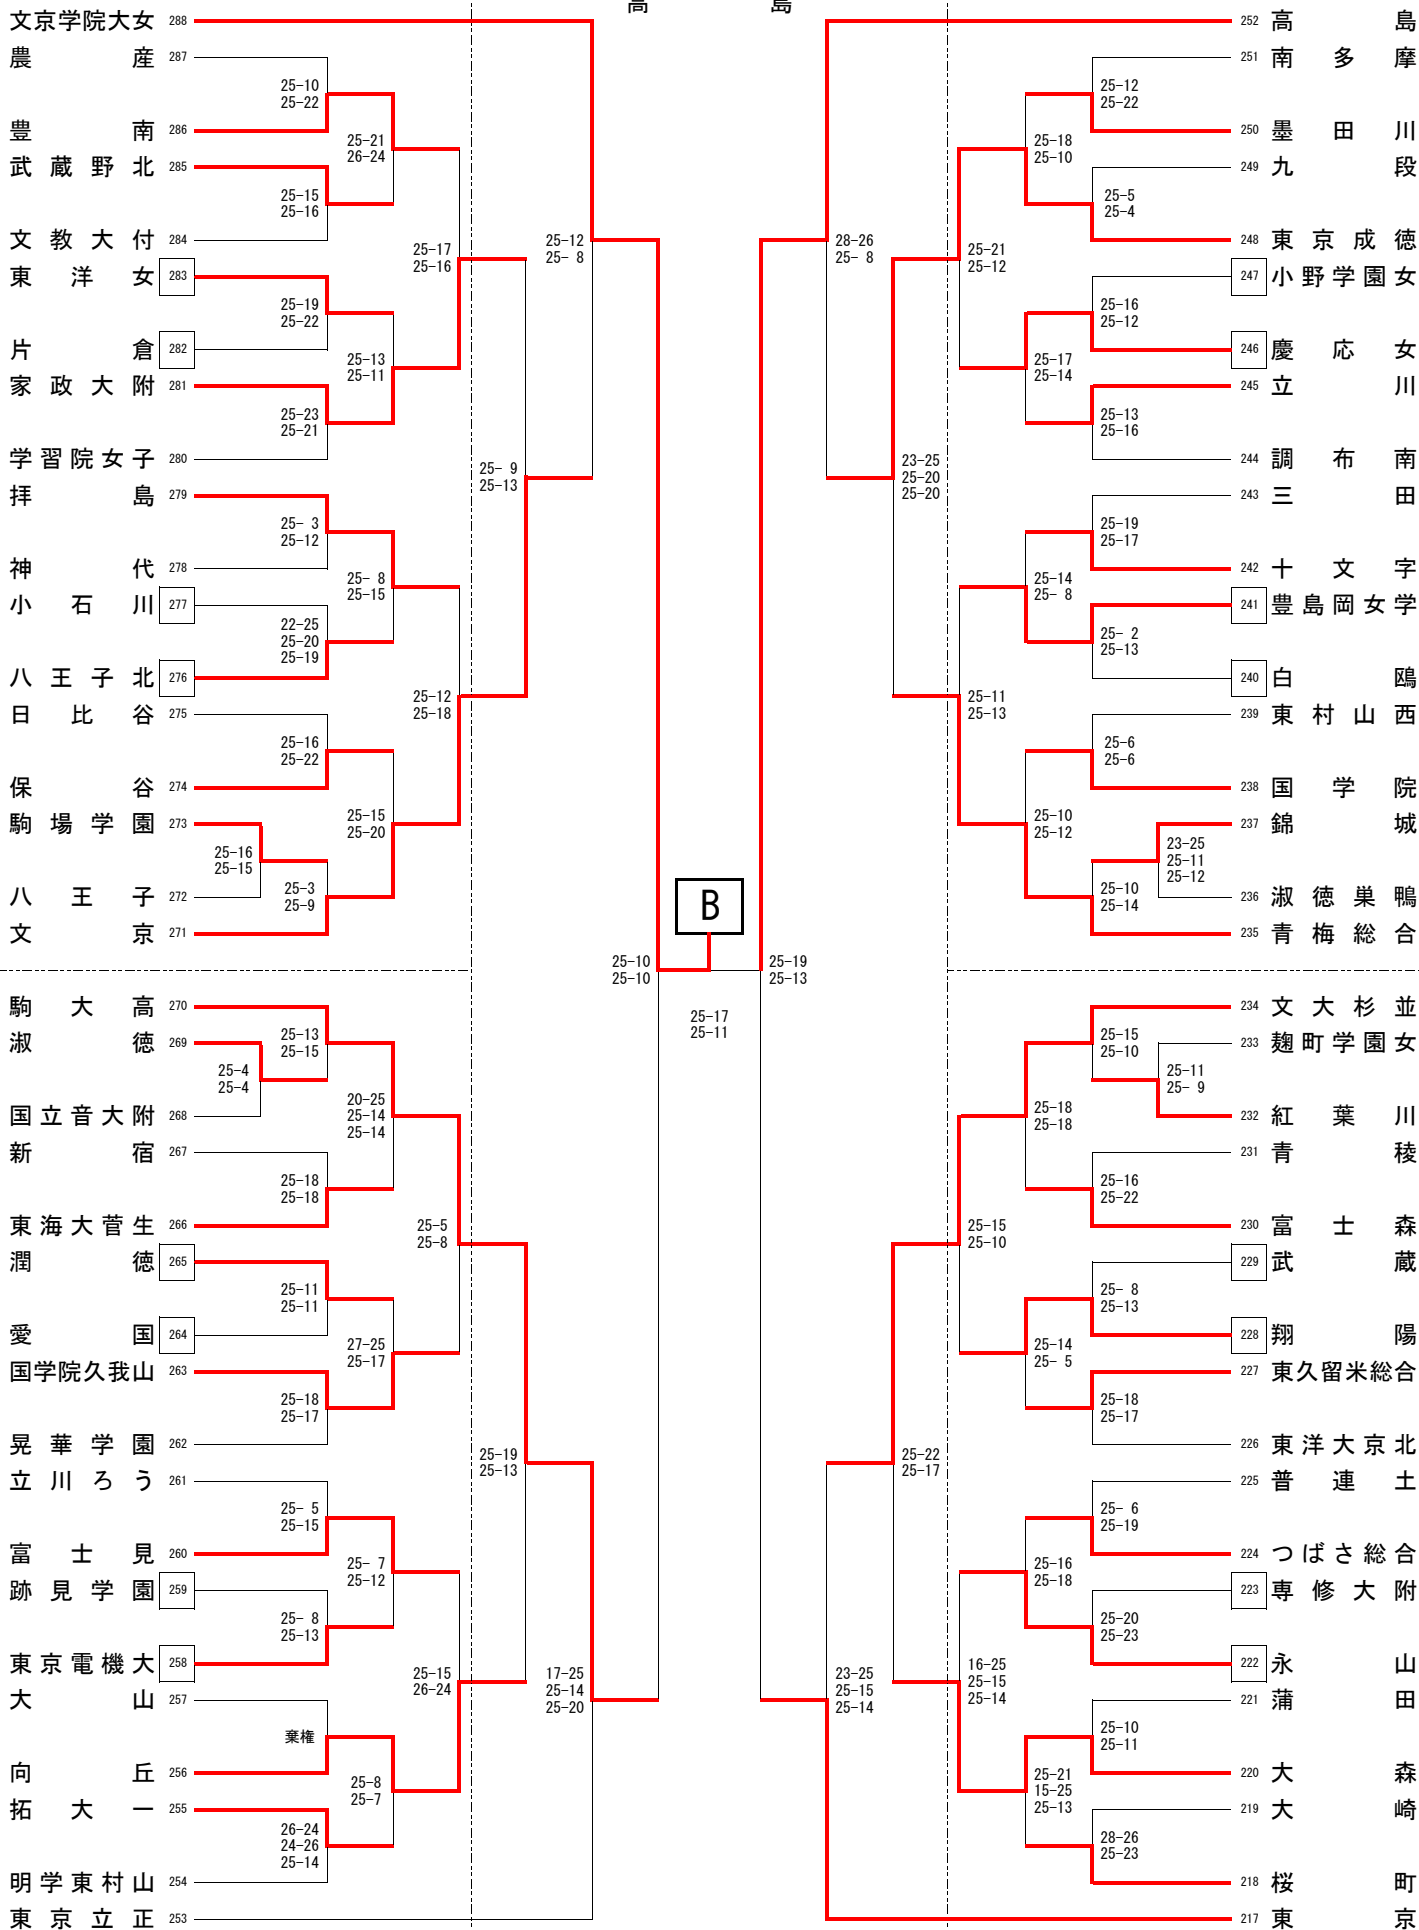 高 島
文京学院大女 288
農産 287
25-10
25-22
豊南 286
25-21
26-24
武蔵野北 285
25-15
25-16
文教大付 284
25-17
25-16
25-12
25- 8
東洋女 283
25-19
25-22
片倉 282
25-13
25-11
家政大附 281
25-23
25-21
学習院女子 280
25- 9
25-13
拝島 279
25- 3
25-12
神代 278
25- 8
25-15
小石川 277
22-25
25-20
25-19
八王子北 276
25-12
25-18
日比谷 275
25-16
25-22
保谷 274
25-15
25-20
駒場学園 273
25-16
25-15
八王子 272
25-3
25-9
文京 271
25-10
25-10
駒大高 270
25-13
25-15
淑徳 269
25-4
25-4
国立音大附 268
20-25
25-14
25-14
新宿 267
25-18
25-18
東海大菅生 266
25-5
25-8
潤徳 265
25-11
25-11
愛国 264
27-25
25-17
国学院久我山 263
25-18
25-17
晃華学園 262
25-19
25-13
立川ろう 261
25- 5
25-15
富士見 260
25- 7
25-12
跡見学園 259
25- 8
25-13
東京電機大 258
25-15
26-24
17-25
25-14
25-20
大山 257
棄権
向丘 256
25-8
25-7
拓大一 255
26-24
24-26
25-14
明学東村山 254
東京立正 253
B
25-17
25-11
252 高島
251 南多摩
25-12
25-22
250 墨田川
25-18
25-10
249 九段
25-5
25-4
248 東京成徳
28-26
25- 8
25-21
25-12
247 小野学園女
25-16
25-12
246 慶応女
25-17
25-14
245 立川
25-13
25-16
244 調布南
23-25
25-20
25-20
243 三田
25-19
25-17
242 十文字
25-14
25- 8
241 豊島岡女学
25- 2
25-13
240 白鴎
25-11
25-13
239 東村山西
25-6
25-6
238 国学院
25-10
25-12
237 錦城
23-25
25-11
25-12
236 淑徳巣鴨
25-10
25-14
235 青梅総合
25-19
25-13
234 文大杉並
25-15
25-10
233 麹町学園女
25-11
25- 9
232 紅葉川
25-18
25-18
231 青稜
25-16
25-22
230 富士森
25-15
25-10
229 武蔵
25- 8
25-13
228 翔陽
25-14
25- 5
227 東久留米総合
25-18
25-17
226 東洋大京北
25-22
25-17
225 普連土
25- 6
25-19
224 つばさ総合
25-16
25-18
223 専修大附
25-20
25-23
222 永山
23-25
25-15
25-14
16-25
25-15
25-14
221 蒲田
25-10
25-11
220 大森
25-21
15-25
25-13
219 大崎
28-26
25-23
218 桜町
217 東京